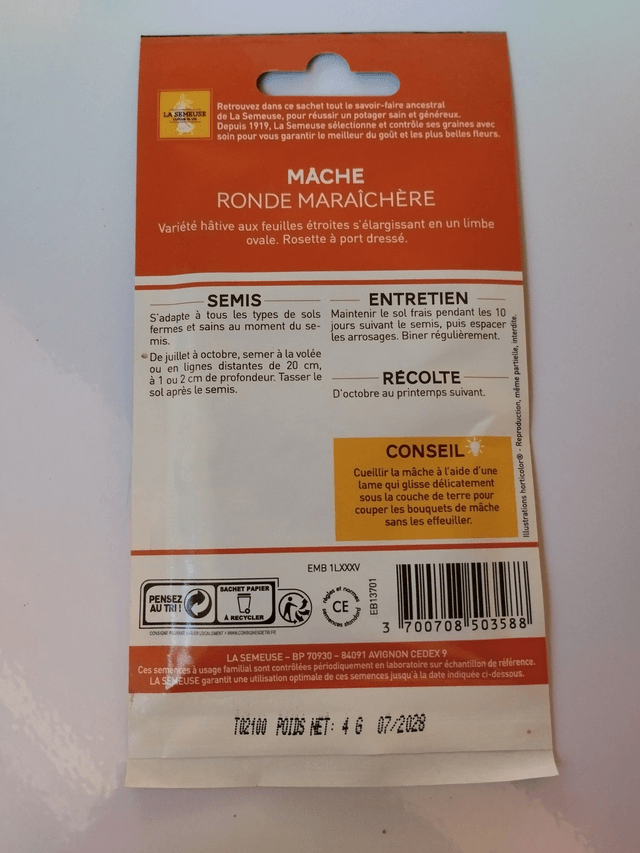 LA SEMEUSE
Retrouvez dans ce sachet tout le savoir-faire ancestral
de La Semeuse, pour réussir un potager sain et généreux.
Depuis 1919, La Semeuse sélectionne et contrôle ses graines avec
soin pour vous garantir le meilleur du goût et les plus belles fleurs.
MÂCHE
RONDE MARAÎCHÈRE
Variété hâtive aux feuilles étroites s'élargissant en un limbe
ovale. Rosette à port dressé.
SEMIS
S'adapte à tous les types de sols
fermes et sains au moment du se-
mis.
De juillet à octobre, semer à la volée
ou en lignes distantes de 20 cm,
à 1 ou 2 cm de profondeur. Tasser le
sol après le semis.
ENTRETIEN
Maintenir le sol frais pendant les 10
jours suivant le semis, puis espacer
les arrosages. Biner régulièrement.
RÉCOLTE
D'octobre au printemps suivant.
CONSEIL
Cueillir la mâche à l'aide d'une
lame qui glisse délicatement
sous la couche de terre pour
couper les bouquets de mâche
sans les effeuiller.
Illustrations horticolor® - Reproduction, même partielle, interdite.
EMB 1LXXXV
PENSEZ
AU TRI !
SACHET PAPIER
À RECYCLER
règles et normes
CE
semences standard
EB13701
3 700708 503588
LA SEMEUSE – BP 70930 – 84091 AVIGNON CEDEX 9
Ces semences à usage familial sont contrôlées périodiquement en laboratoire sur échantillon de référence.
LA SEMEUSE garantit une utilisation optimale de ces semences jusqu'à la date indiquée ci-dessous.
T02100 POIDS NET: 4 G 07/2028